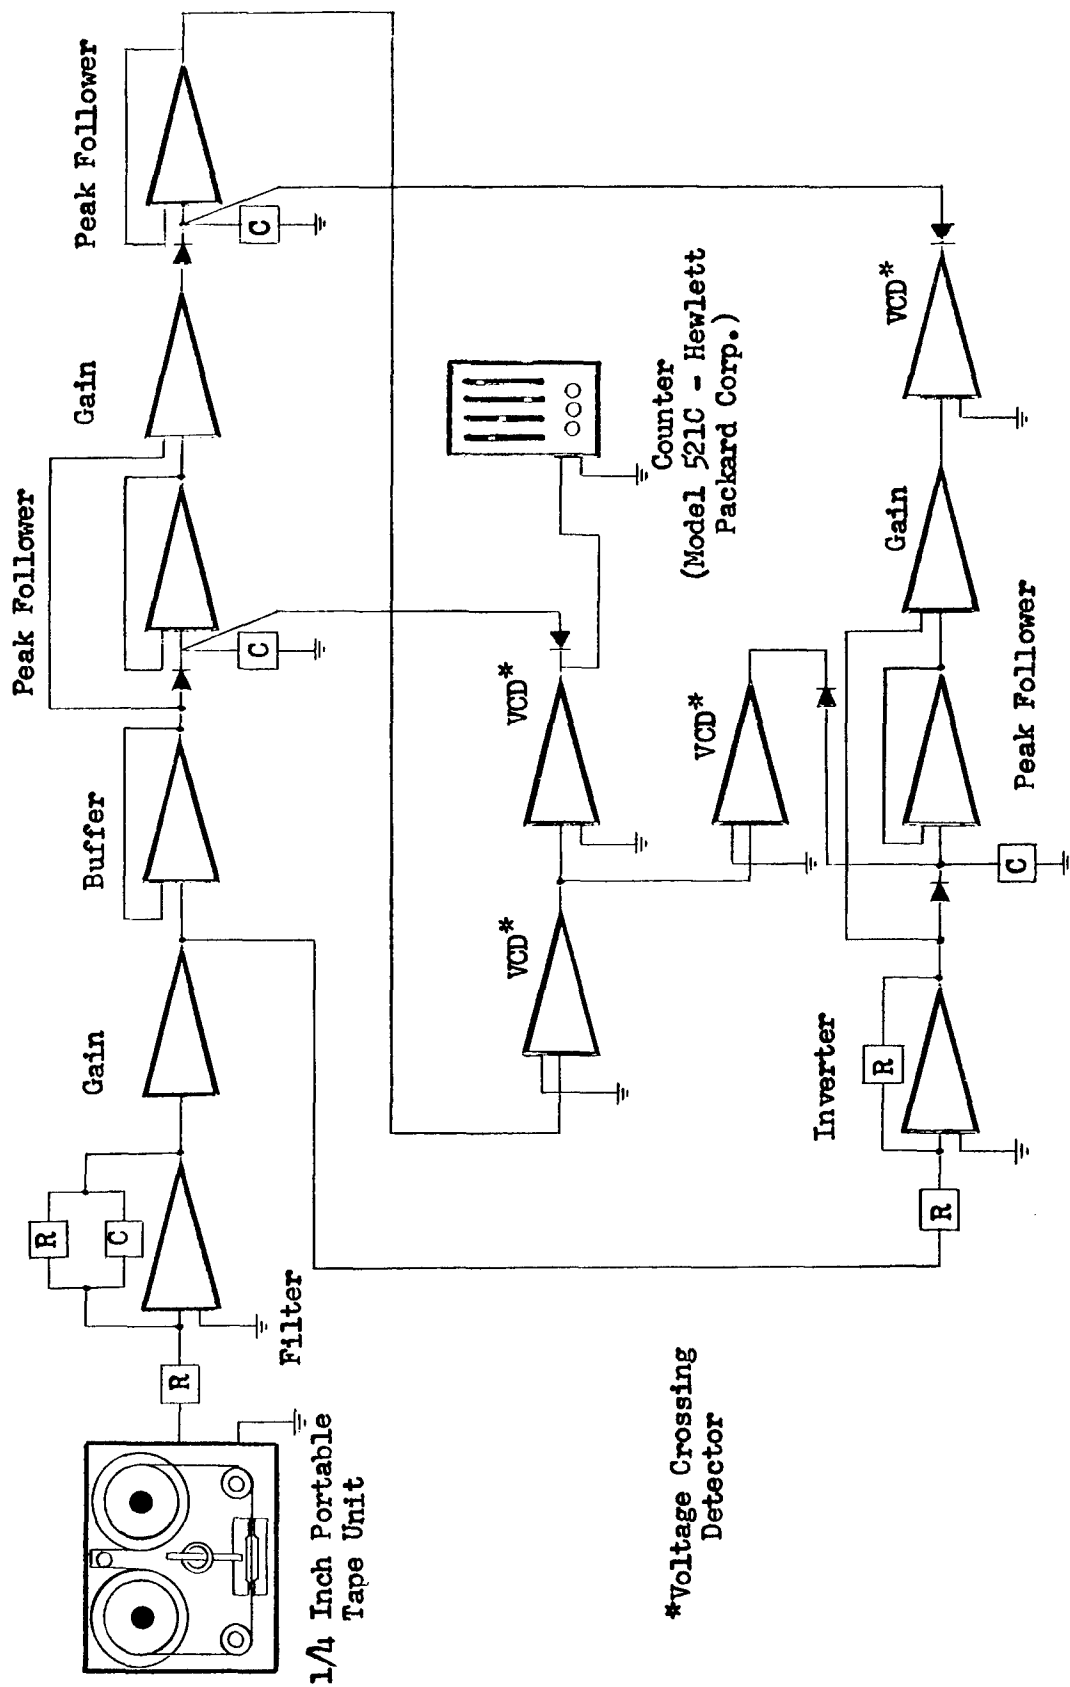 1/4 Inch Portable
Tape Unit
R
Filter
R
C
Gain
Buffer
Peak Follower
C
Gain
Peak Follower
C
VCD*
VCD*
VCD*
Counter
(Model 521C - Hewlett
Packard Corp.)
R
Inverter
R
C
Peak Follower
Gain
VCD*
*Voltage Crossing
Detector